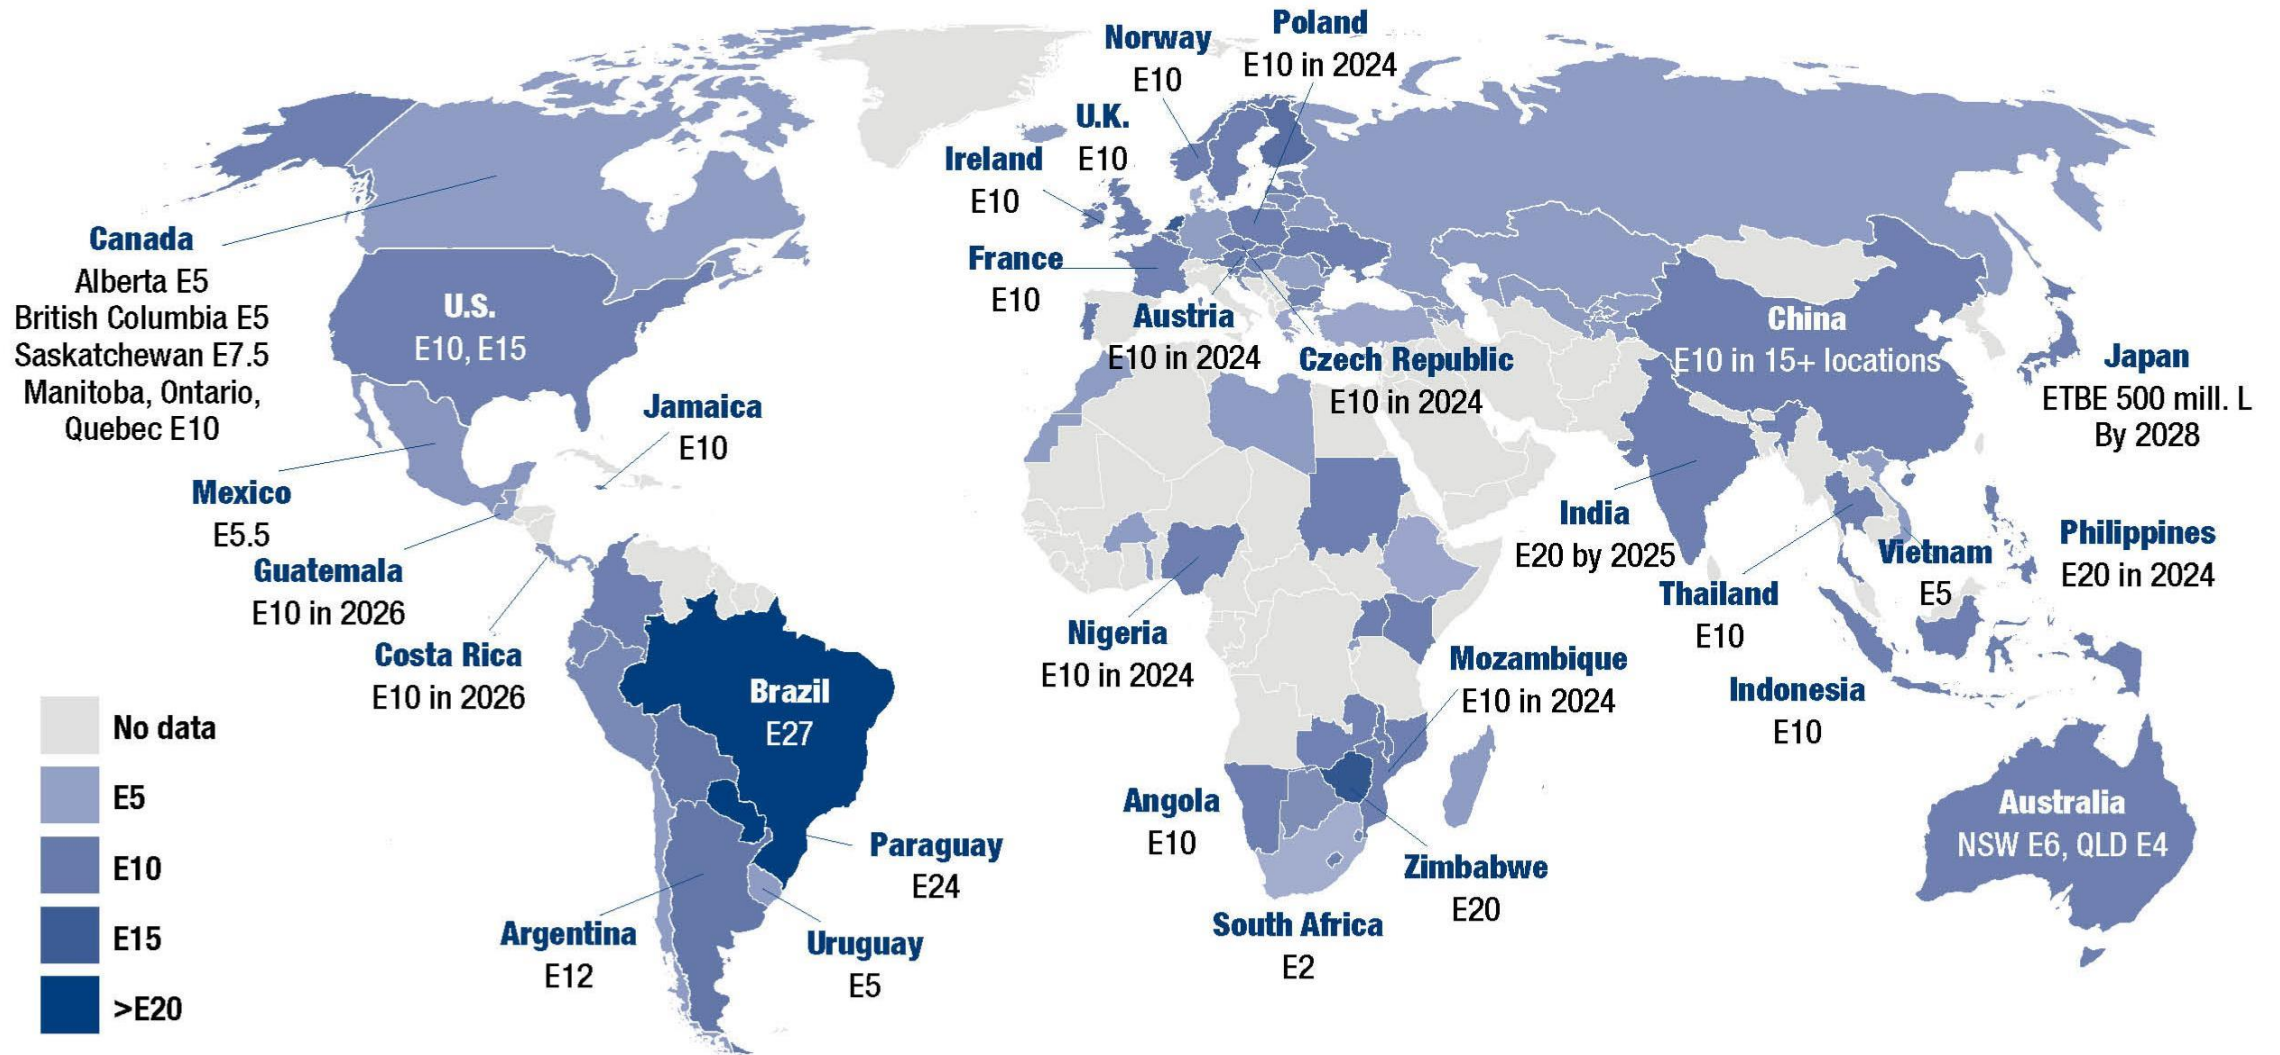 Norway
E10
Poland
E10 in 2024
U.K.
E10
Ireland
E10
France
E10
Austria
E10 in 2024
Czech Republic
E10 in 2024
Canada
Alberta E5
British Columbia E5
Saskatchewan E7.5
Manitoba, Ontario,
Quebec E10
U.S.
E10, E15
Jamaica
E10
Mexico
E5.5
Guatemala
E10 in 2026
Costa Rica
E10 in 2026
Brazil
E27
Paraguay
E24
Argentina
E12
Uruguay
E5
China
E10 in 15+ locations
Japan
ETBE 500 mill. L
By 2028
India
E20 by 2025
Philippines
E20 in 2024
Vietnam
E5
Thailand
E10
Indonesia
E10
Nigeria
E10 in 2024
Mozambique
E10 in 2024
Angola
E10
Zimbabwe
E20
South Africa
E2
Australia
NSW E6, QLD E4
No data
E5
E10
E15
>E20